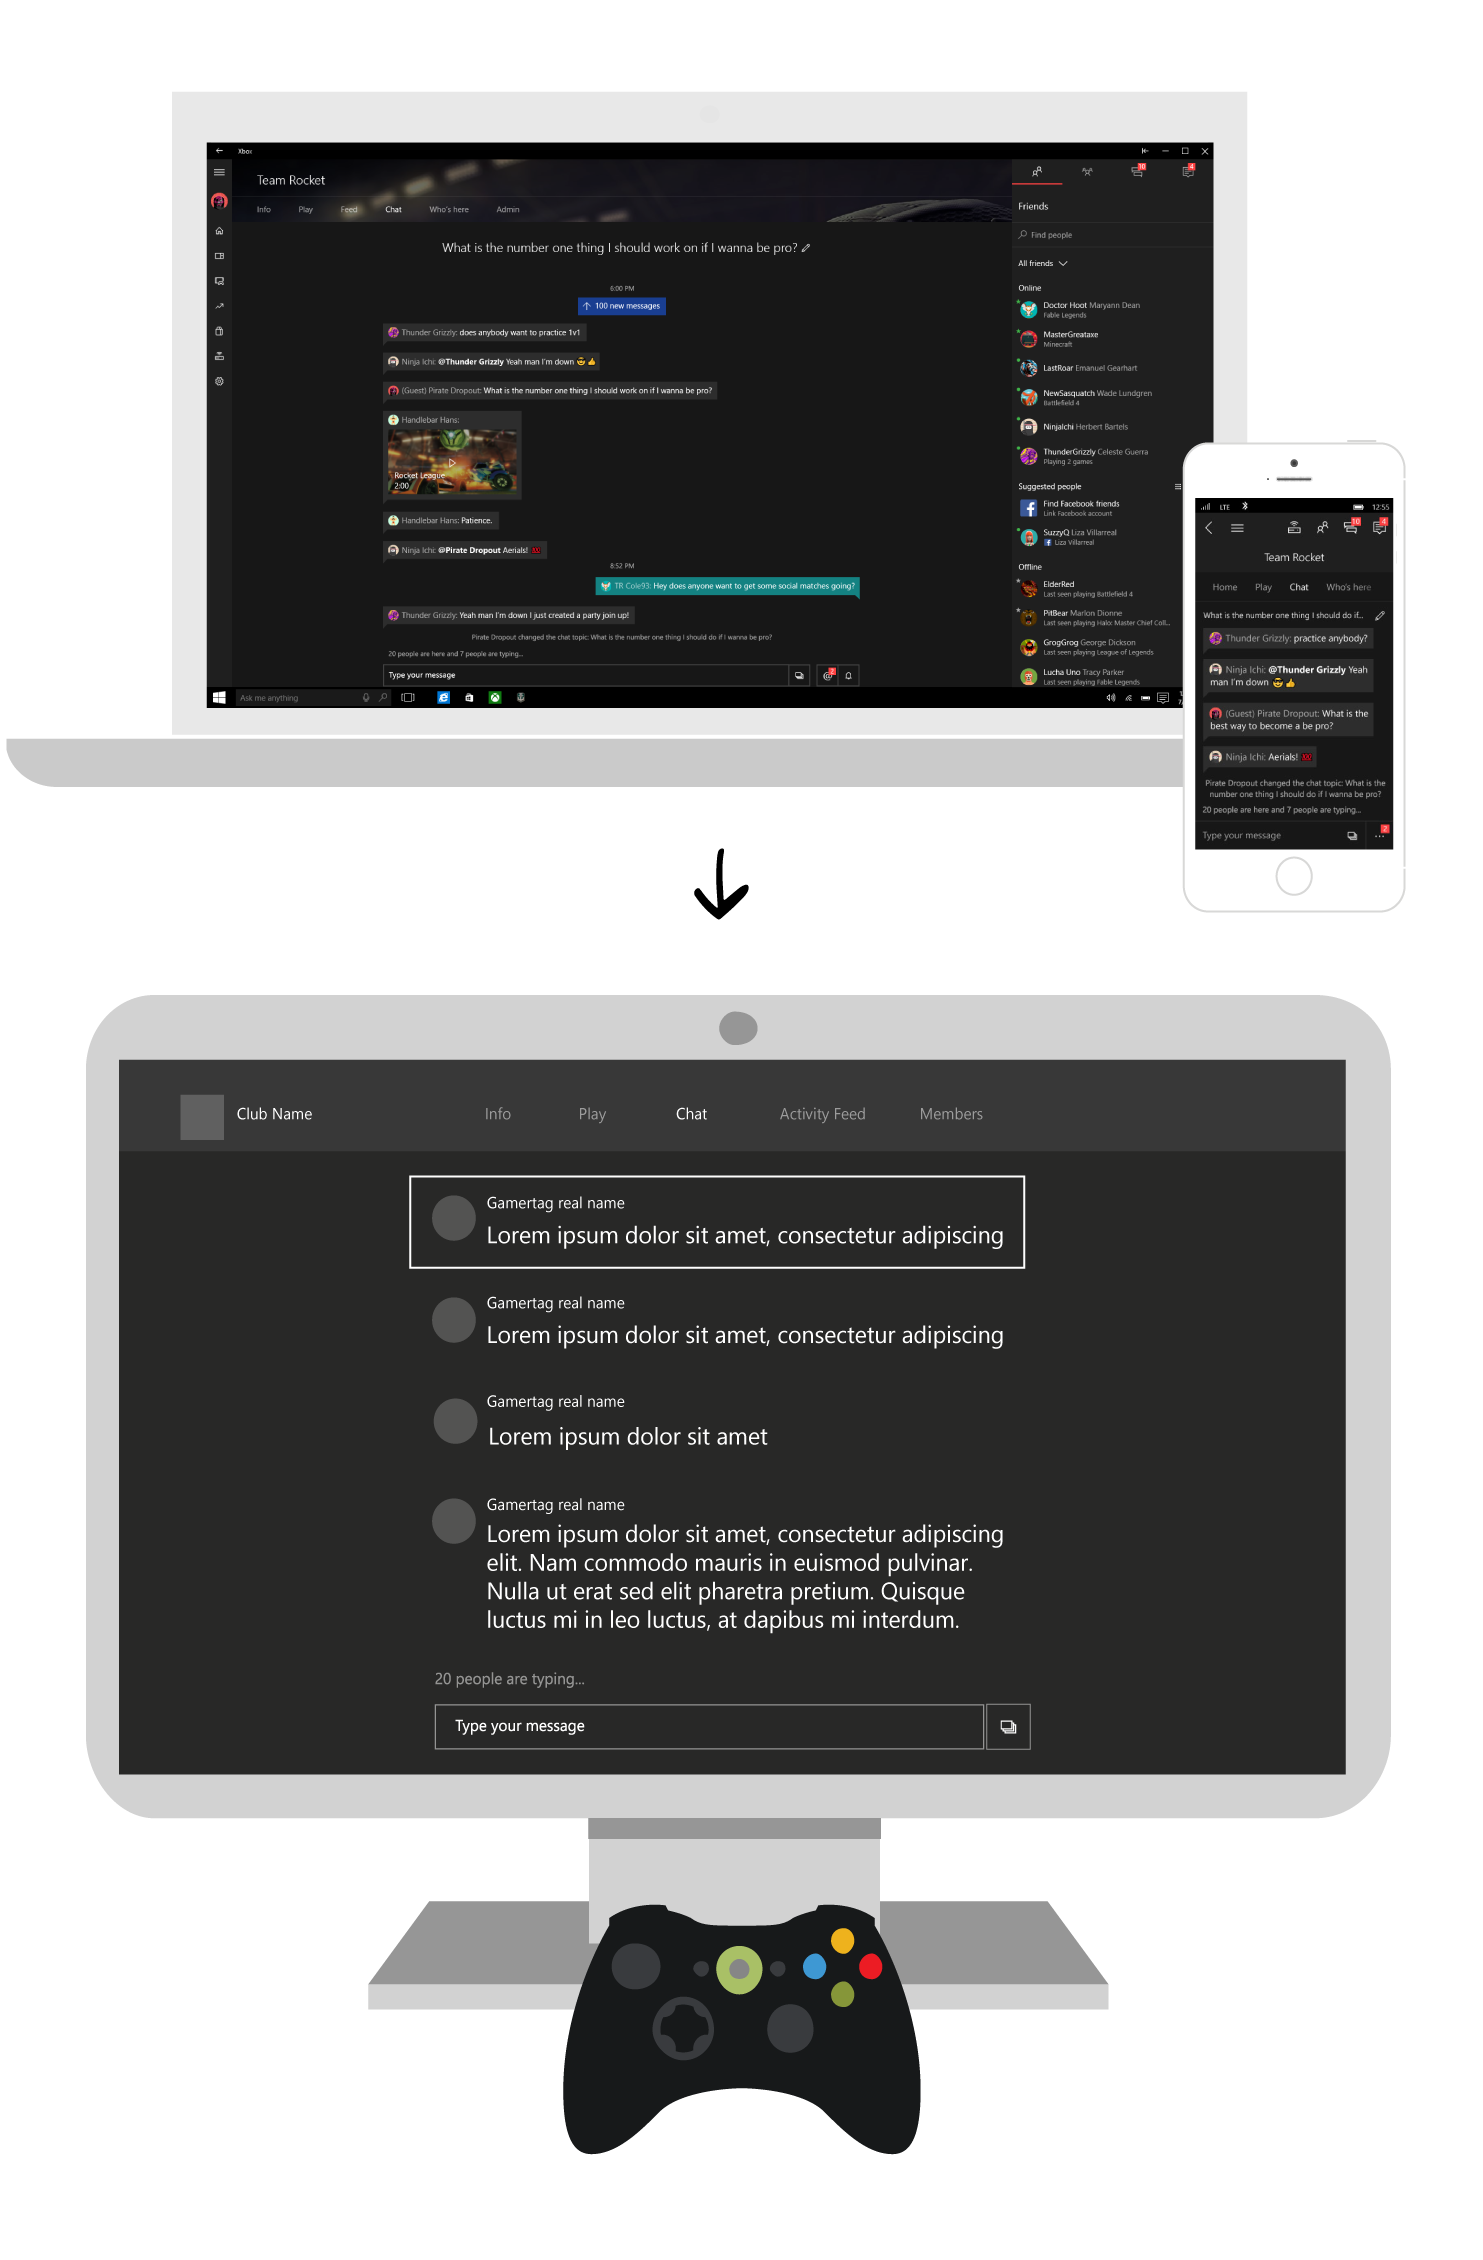 Xbox
Team Rocket
Info Play Feed Chat Who's here Admin
What is the number one thing I should work on if I wanna be pro?
6:00 PM
100 new messages
Thunder Grizzly: does anybody want to practice 1v1
Ninja Ichi: @Thunder Grizzly Yeah man I'm down
(Guest) Pirate Dropout: What is the number one thing I should work on if I wanna be pro?
Handlebar Hans:
Rocket League
2:00
Handlebar Hans: Patience.
Ninja Ichi: @Pirate Dropout Aerials!
8:52 PM
TR Cole93: Hey does anyone want to get some social matches going?
Thunder Grizzly: Yeah man I'm down I just created a party join up!
Pirate Dropout changed the chat topic: What is the number one thing I should do if I wanna be pro?
20 people are here and 7 people are typing...
Type your message
Ask me anything
10
4
Friends
Find people
All friends
Online
Doctor Hoot Maryann Dean
Fable Legends
MasterGreataxe
Minecraft
LastRoar Emanuel Gearhart
NewSasquatch Wade Lundgren
Battlefield 4
NinjaIchi Herbert Bartels
ThunderGrizzly Celeste Guerra
Playing 2 games
Suggested people
Find Facebook friends
Link Facebook account
SuzzyQ Liza Villarreal
Liza Villarreal
Offline
ElderRed
Last seen playing Battlefield 4
PitBear Marlon Dionne
Last seen playing Halo: Master Chief Coll...
GrogGrog George Dickson
Last seen playing League of Legends
Lucha Uno Tracy Parker
Last seen playing Fable Legends
LTE 12:55
10 4
Team Rocket
Home Play Chat Who's here
What is the number one thing I should do if...
Thunder Grizzly: practice anybody?
Ninja Ichi: @Thunder Grizzly Yeah
man I'm down
(Guest) Pirate Dropout: What is the
best way to become a be pro?
Ninja Ichi: Aerials!
Pirate Dropout changed the chat topic: What is the
number one thing I should do if I wanna be pro?
20 people are here and 7 people are typing...
Type your message
2
Club Name Info Play Chat Activity Feed Members
Gamertag real name
Lorem ipsum dolor sit amet, consectetur adipiscing
Gamertag real name
Lorem ipsum dolor sit amet, consectetur adipiscing
Gamertag real name
Lorem ipsum dolor sit amet
Gamertag real name
Lorem ipsum dolor sit amet, consectetur adipiscing
elit. Nam commodo mauris in euismod pulvinar.
Nulla ut erat sed elit pharetra pretium. Quisque
luctus mi in leo luctus, at dapibus mi interdum.
20 people are typing...
Type your message